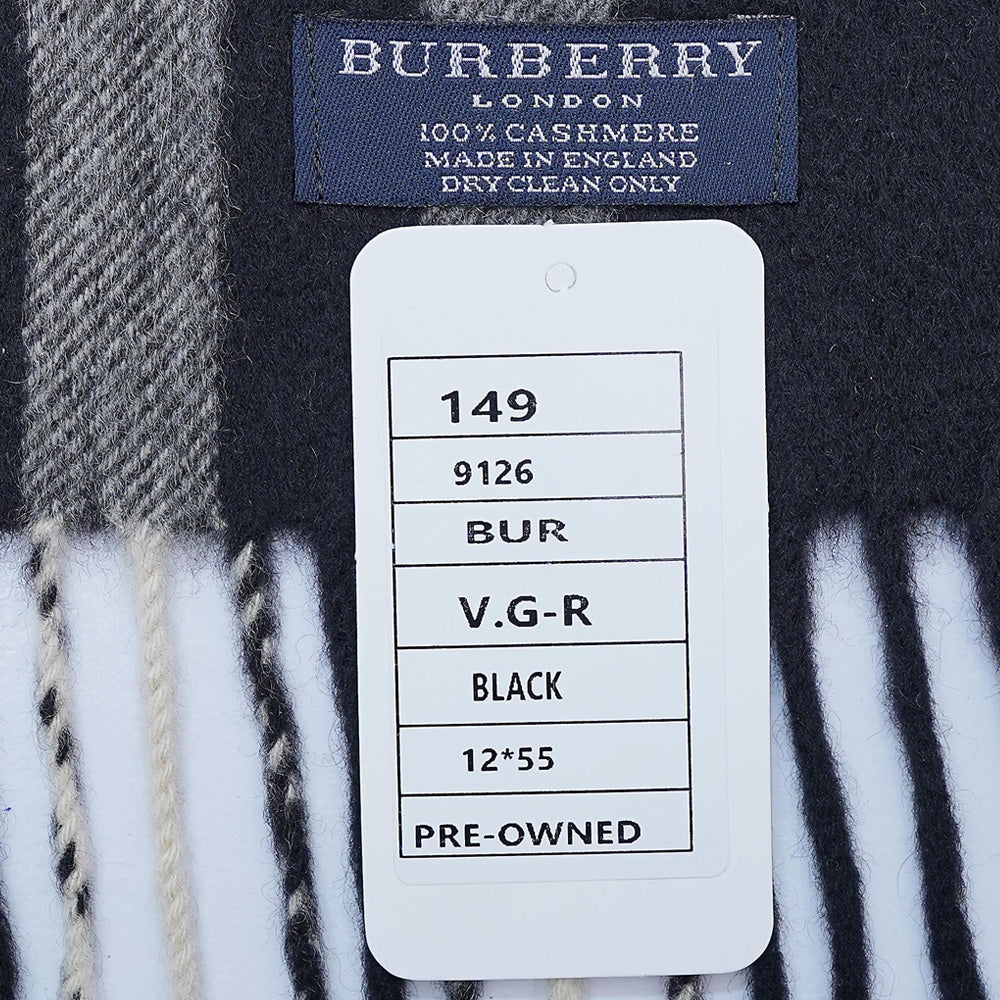 BURBERRY
LONDON
100% CASHMERE
MADE IN ENGLAND
DRY CLEAN ONLY
149
9126
BUR
V.G-R
BLACK
12*55
PRE-OWNED